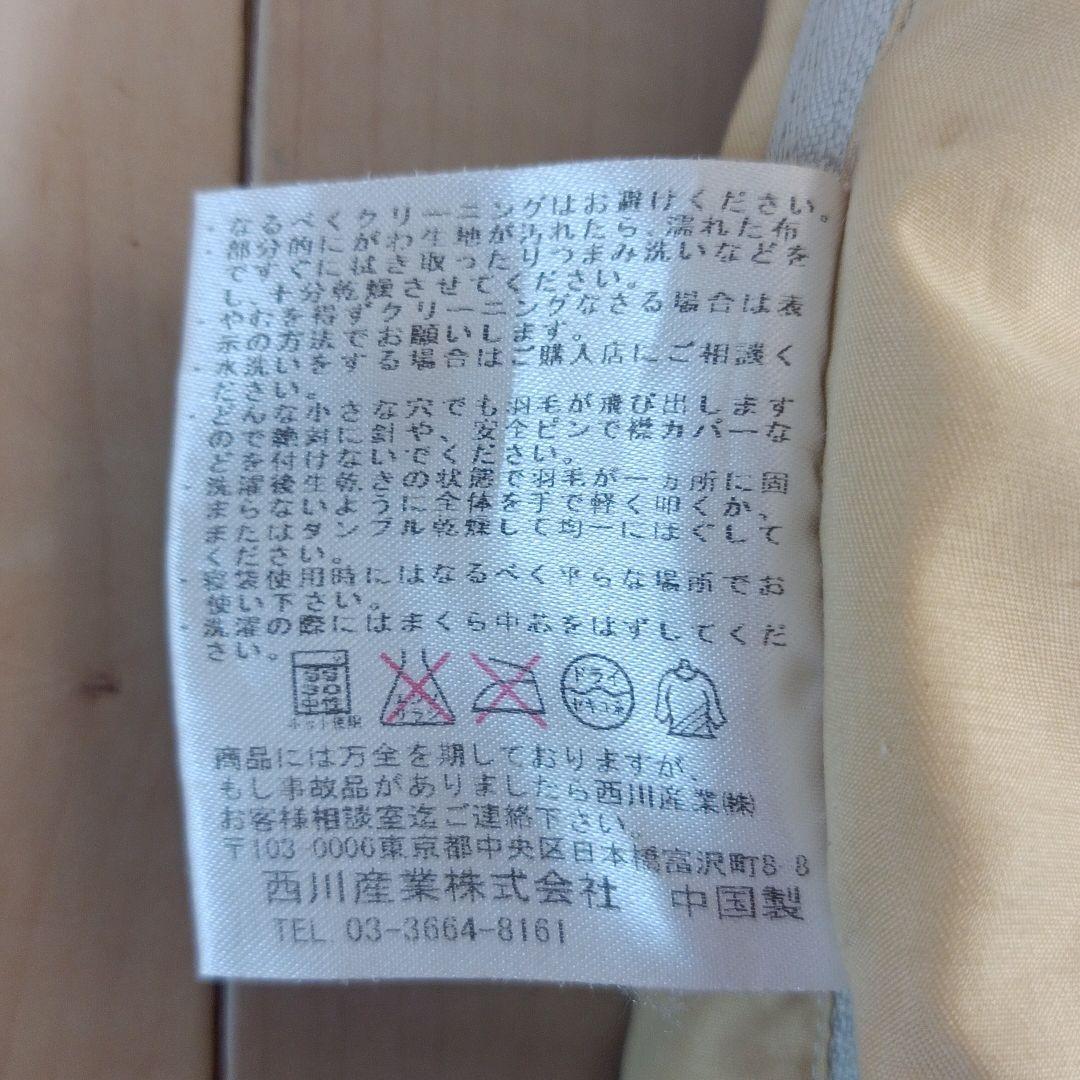 ・なるべくクリーニングはお避けください。
・部分的にがわ生地が汚れたら、濡れた布
ですぐに拭き取ったりつまみ洗いなどを
し、十分乾燥させてください。
・やむを得ずクリーニングなさる場合は表
示の方法でお願いします。
・水洗いをする場合はご購入店にご相談く
ださい。
・どんな小さな穴でも羽毛が飛び出します
ので絶対に針や、安全ピンで襟カバーな
どを付けないでください。
・洗濯後生乾きの状態で羽毛が一ヵ所に固
まらないように全体を手で軽く叩くか、
またはタンブル乾燥して均一にほぐして
ください。
・寝袋使用時にはなるべく平らな場所でお
使い下さい。
・洗濯の際にはまくら中芯をはずしてくだ
さい。
中性 ドライ
ネット使用
商品には万全を期しておりますが、
もし事故品がありましたら西川産業㈱
お客様相談室迄ご連絡下さい。
〒103-0006東京都中央区日本橋富沢町8-8
西川産業株式会社 中国製
TEL 03-3664-8161